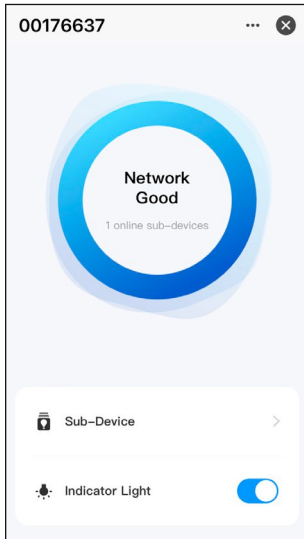 00176637
Network
Good
1 online sub-devices
Sub-Device
Indicator Light